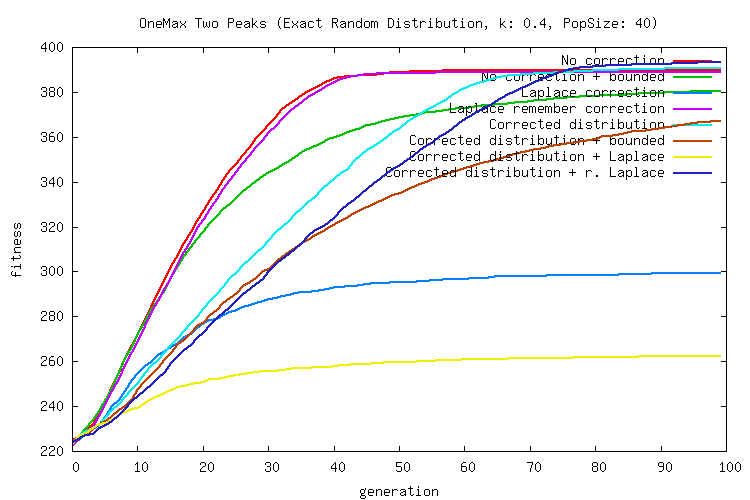 OneMax Two Peaks (Exact Random Distribution, k: 0.4, PopSize: 40)
400
380
360
340
320
300
280
260
240
220
fitness
No correction
No correction + bounded
Laplace correction
Laplace remember correction
Corrected distribution
Corrected distribution + bounded
Corrected distribution + Laplace
Corrected distribution + r. Laplace
0 10 20 30 40 50 60 70 80 90 100
generation